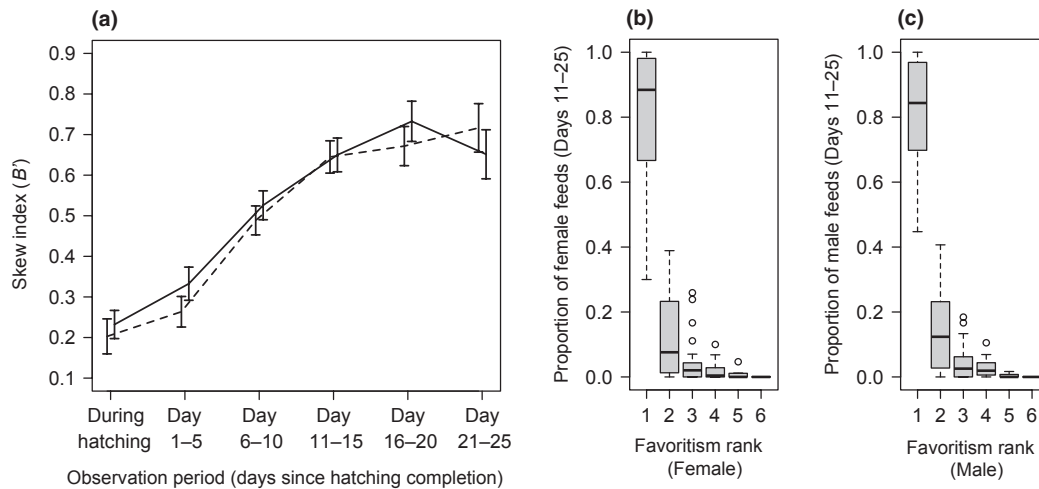 (a)
Skew index (B')
0.9
0.8
0.7
0.6
0.5
0.4
0.3
0.2
0.1
During hatching
Day 1–5
Day 6–10
Day 11–15
Day 16–20
Day 21–25
Observation period (days since hatching completion)
(b)
Proportion of female feeds (Days 11–25)
1.0
0.8
0.6
0.4
0.2
0.0
1 2 3 4 5 6
Favoritism rank
(Female)
(c)
Proportion of male feeds (Days 11-25)
1.0
0.8
0.6
0.4
0.2
0.0
1 2 3 4 5 6
Favoritism rank
(Male)